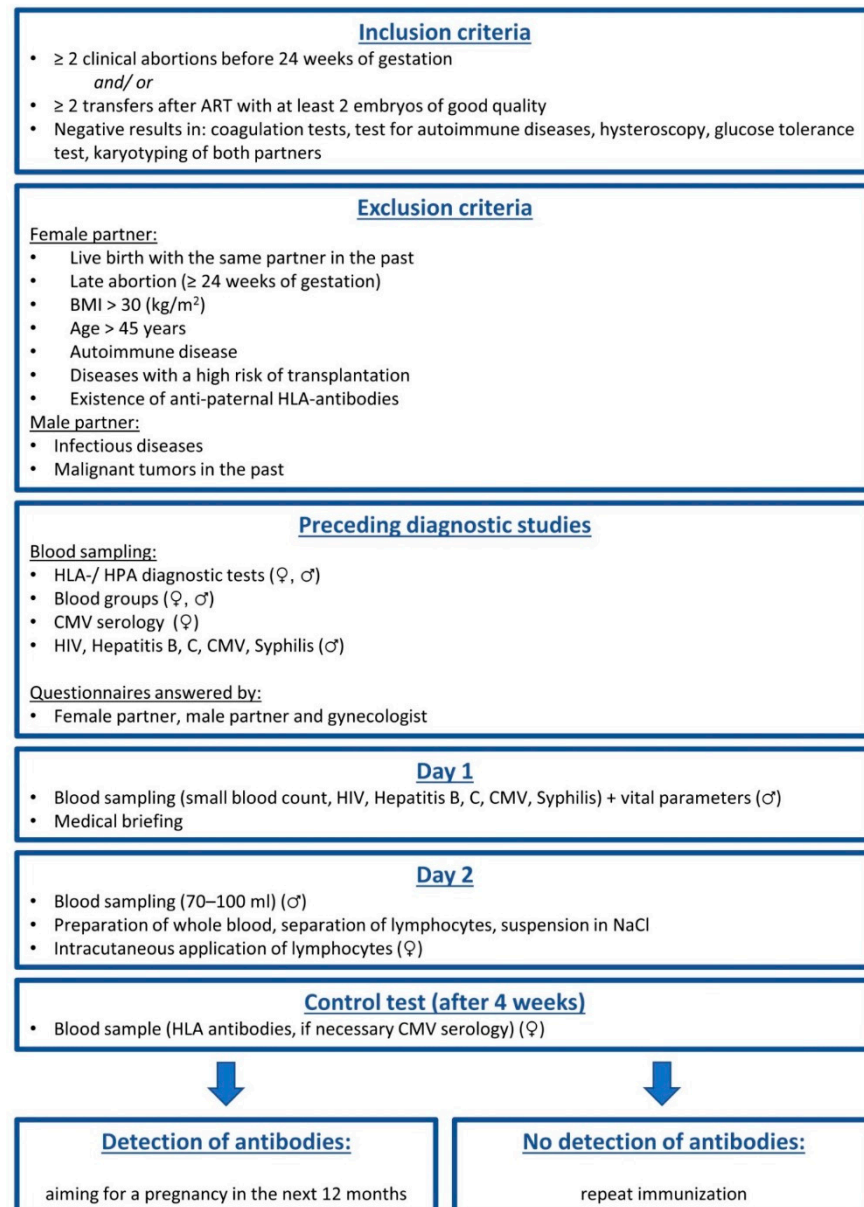 Inclusion criteria
• ≥ 2 clinical abortions before 24 weeks of gestation
and/ or
• ≥ 2 transfers after ART with at least 2 embryos of good quality
• Negative results in: coagulation tests, test for autoimmune diseases, hysteroscopy, glucose tolerance
test, karyotyping of both partners
Exclusion criteria
Female partner:
• Live birth with the same partner in the past
• Late abortion (≥ 24 weeks of gestation)
• BMI > 30 (kg/m²)
• Age > 45 years
• Autoimmune disease
• Diseases with a high risk of transplantation
• Existence of anti-paternal HLA-antibodies
Male partner:
• Infectious diseases
• Malignant tumors in the past
Preceding diagnostic studies
Blood sampling:
• HLA-/ HPA diagnostic tests (♀, ♂)
• Blood groups (♀, ♂)
• CMV serology (♀)
• HIV, Hepatitis B, C, CMV, Syphilis (♂)
Questionnaires answered by:
• Female partner, male partner and gynecologist
Day 1
• Blood sampling (small blood count, HIV, Hepatitis B, C, CMV, Syphilis) + vital parameters (♂)
• Medical briefing
Day 2
• Blood sampling (70–100 ml) (♂)
• Preparation of whole blood, separation of lymphocytes, suspension in NaCl
• Intracutaneous application of lymphocytes (♀)
Control test (after 4 weeks)
• Blood sample (HLA antibodies, if necessary CMV serology) (♀)
Detection of antibodies:
aiming for a pregnancy in the next 12 months
No detection of antibodies:
repeat immunization